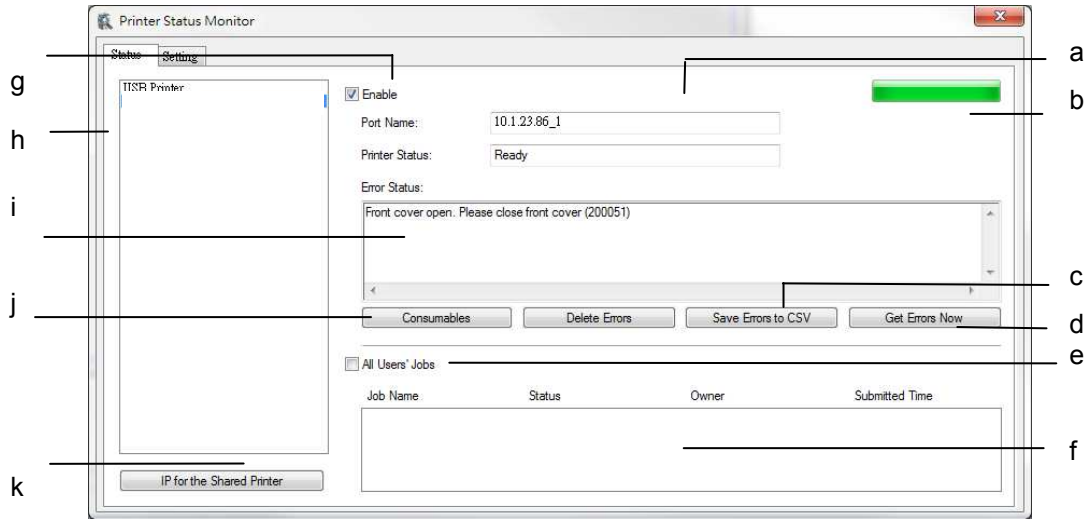 Printer Status Monitor
Status Setting
a
g
USB Printer
Enable
b
Port Name: 10.1.23.86_1
h
Printer Status: Ready
Error Status:
i
Front cover open. Please close front cover (200051)
c
j
Consumables Delete Errors Save Errors to CSV Get Errors Now
d
e
All Users' Jobs
Job Name Status Owner Submitted Time
f
k
IP for the Shared Printer